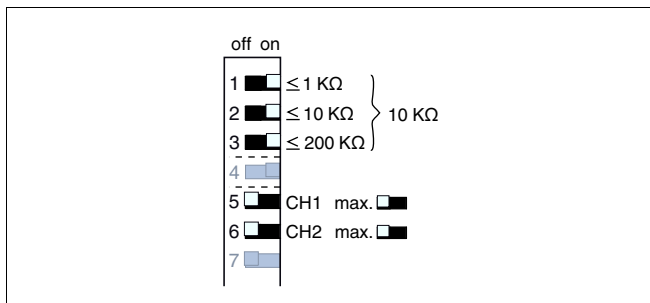 off on
1 ≤ 1 KΩ
2 ≤ 10 KΩ 10 KΩ
3 ≤ 200 KΩ
4
5 CH1 max.
6 CH2 max.
7